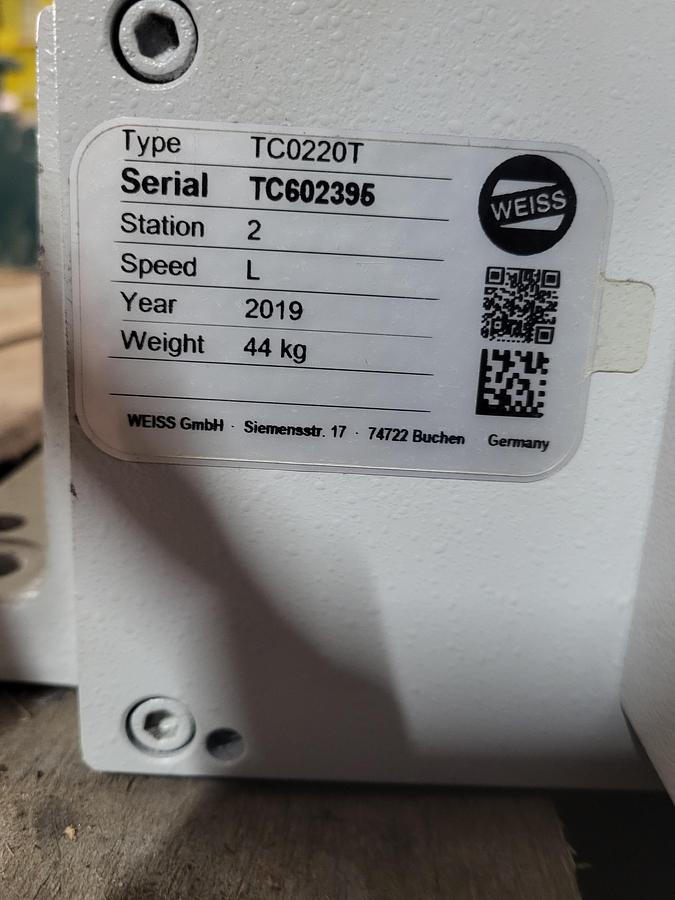 Type TC0220T
Serial TC602395
Station 2
Speed L
Year 2019
Weight 44 kg
WEISS
WEISS GmbH · Siemensstr. 17 · 74722 Buchen Germany